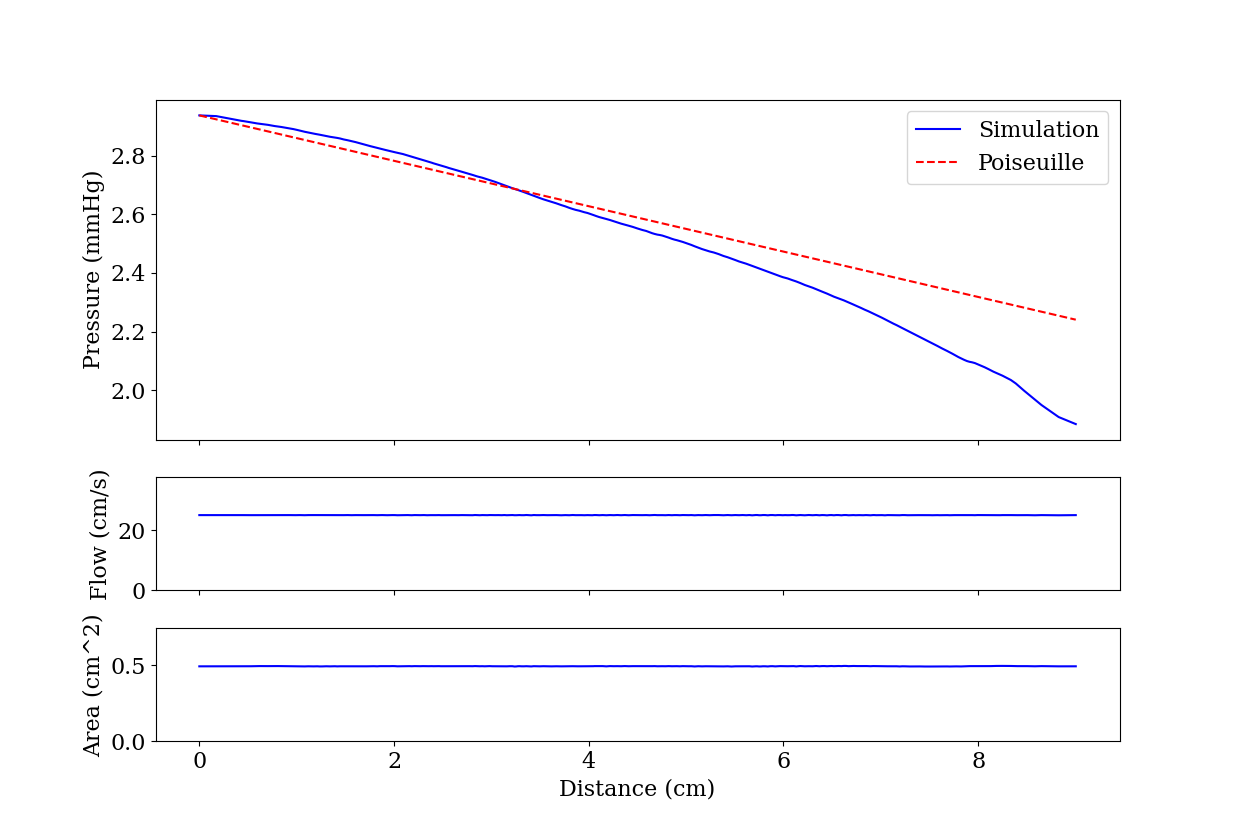 Simulation
Poiseuille
Pressure (mmHg)
2.8
2.6
2.4
2.2
2.0
Flow (cm/s)
20
0
Area (cm^2)
0.5
0.0
0 2 4 6 8
Distance (cm)